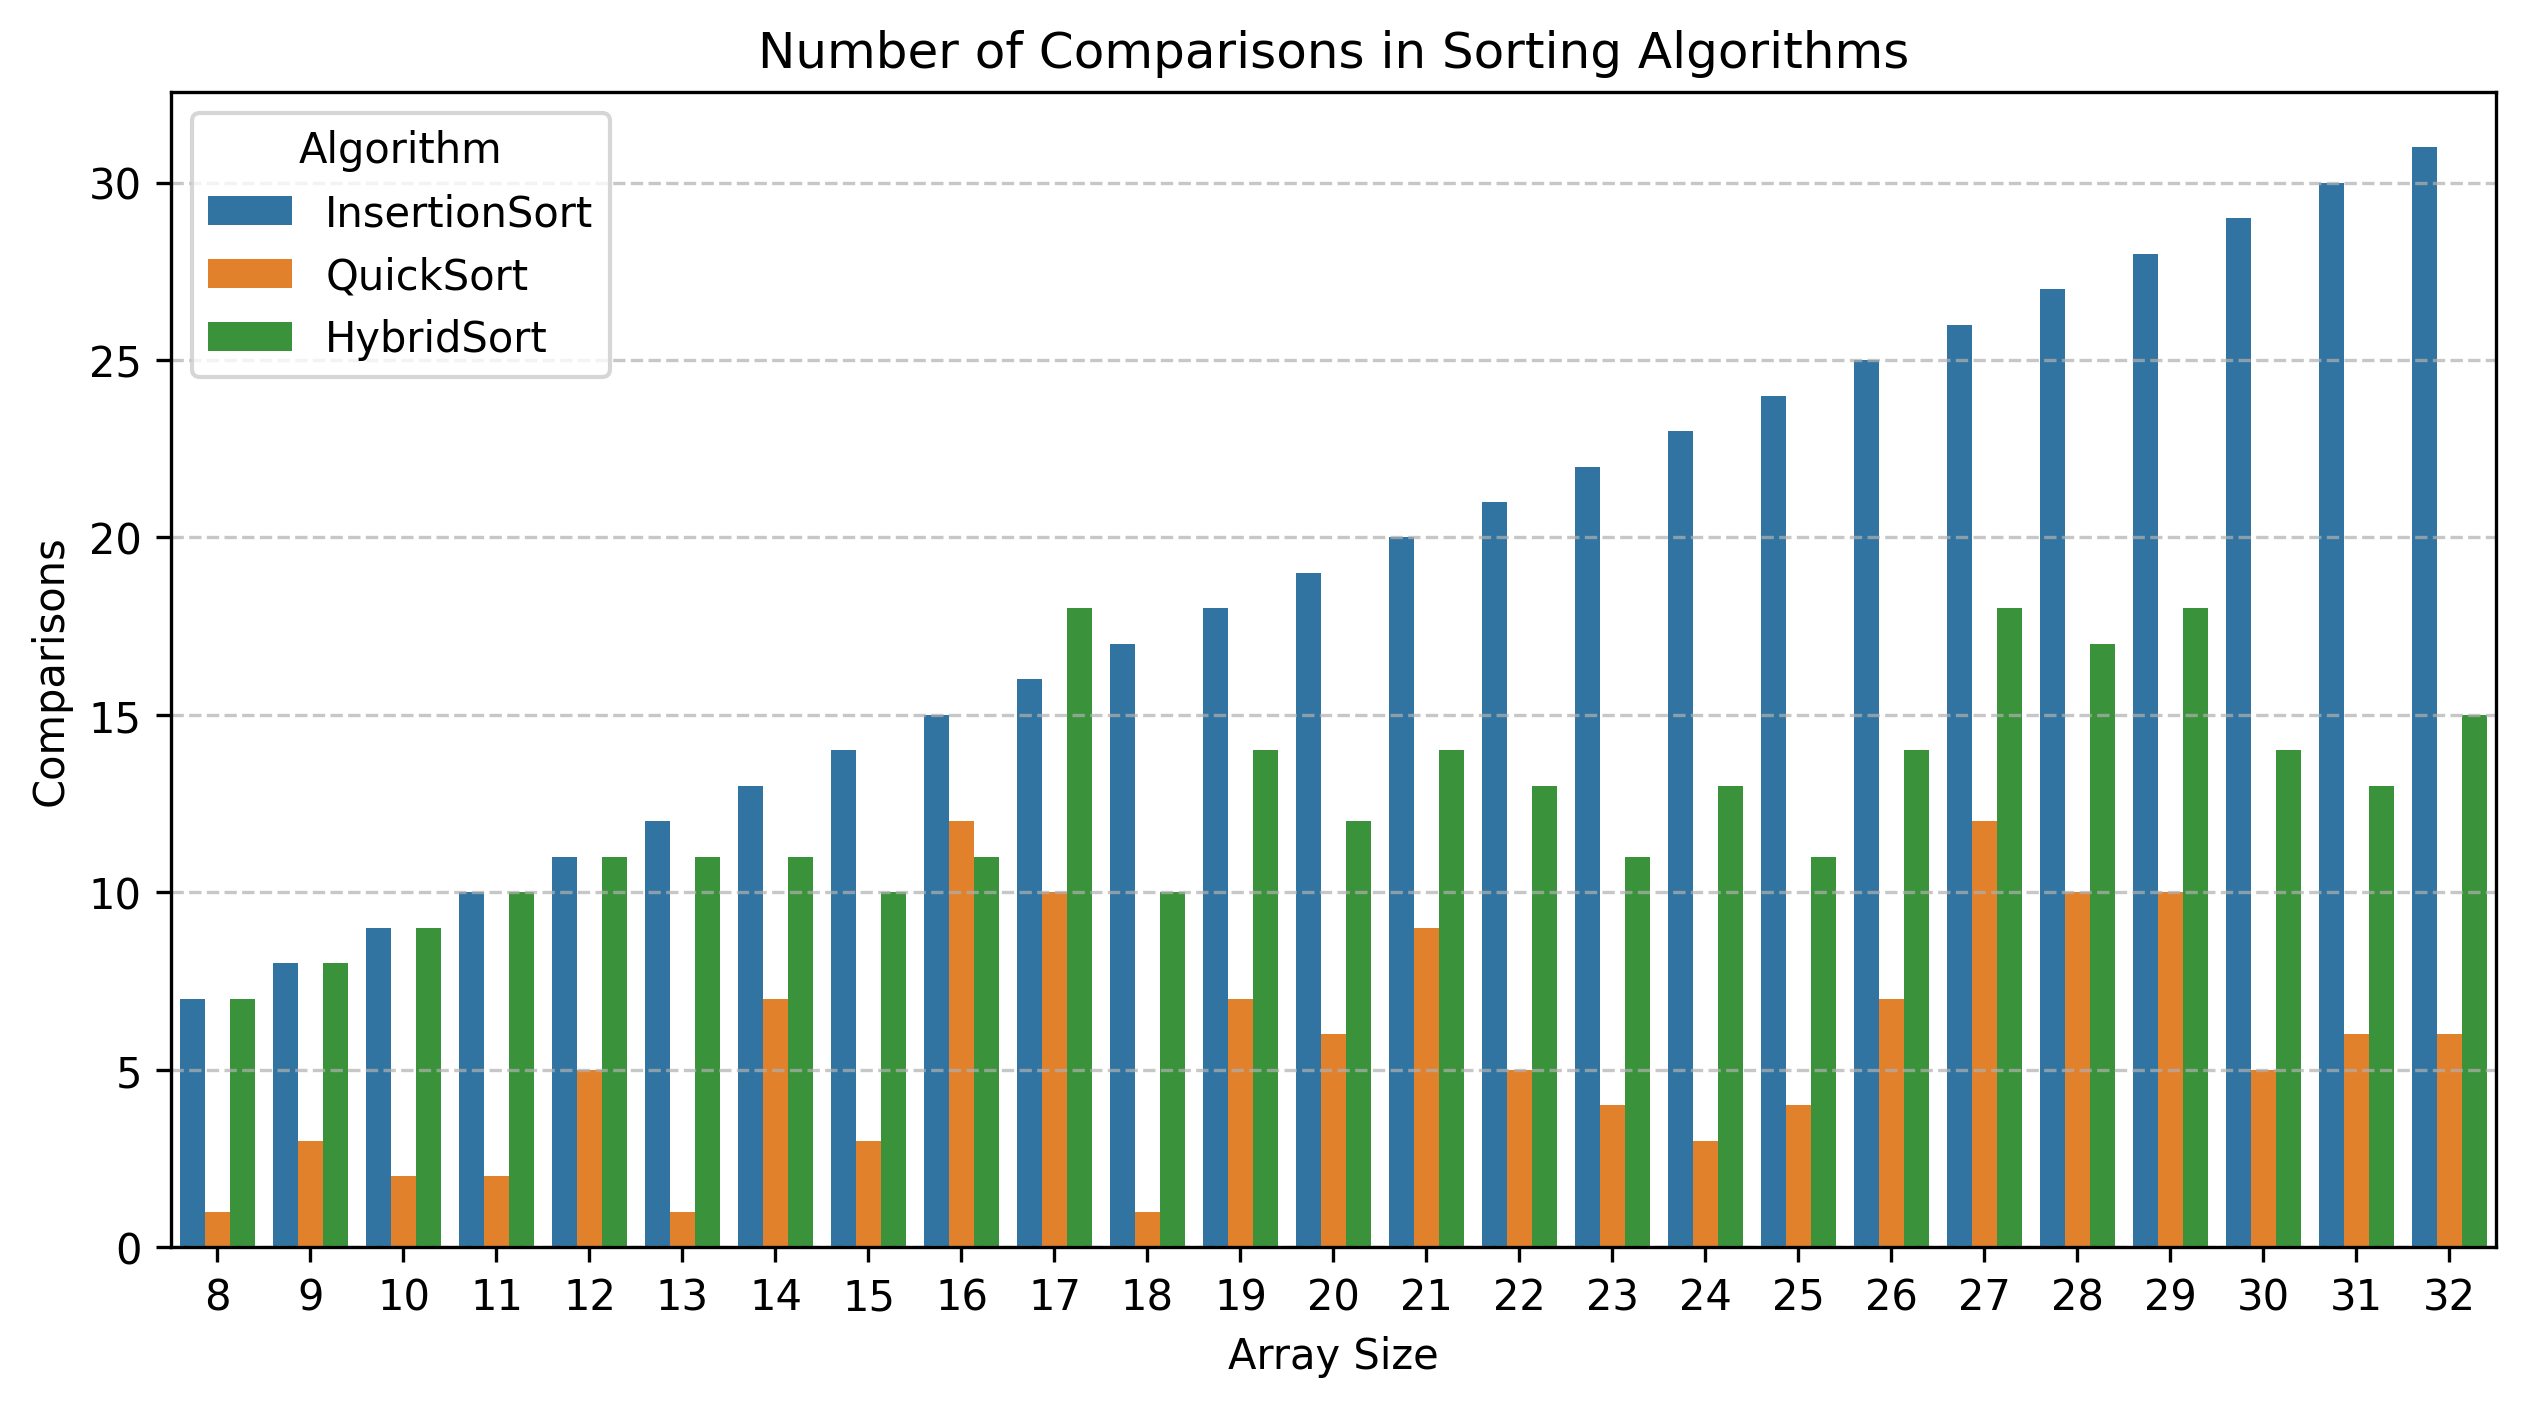 Number of Comparisons in Sorting Algorithms
Algorithm
InsertionSort
QuickSort
HybridSort
Comparisons
30
25
20
15
10
5
0
8 9 10 11 12 13 14 15 16 17 18 19 20 21 22 23 24 25 26 27 28 29 30 31 32
Array Size